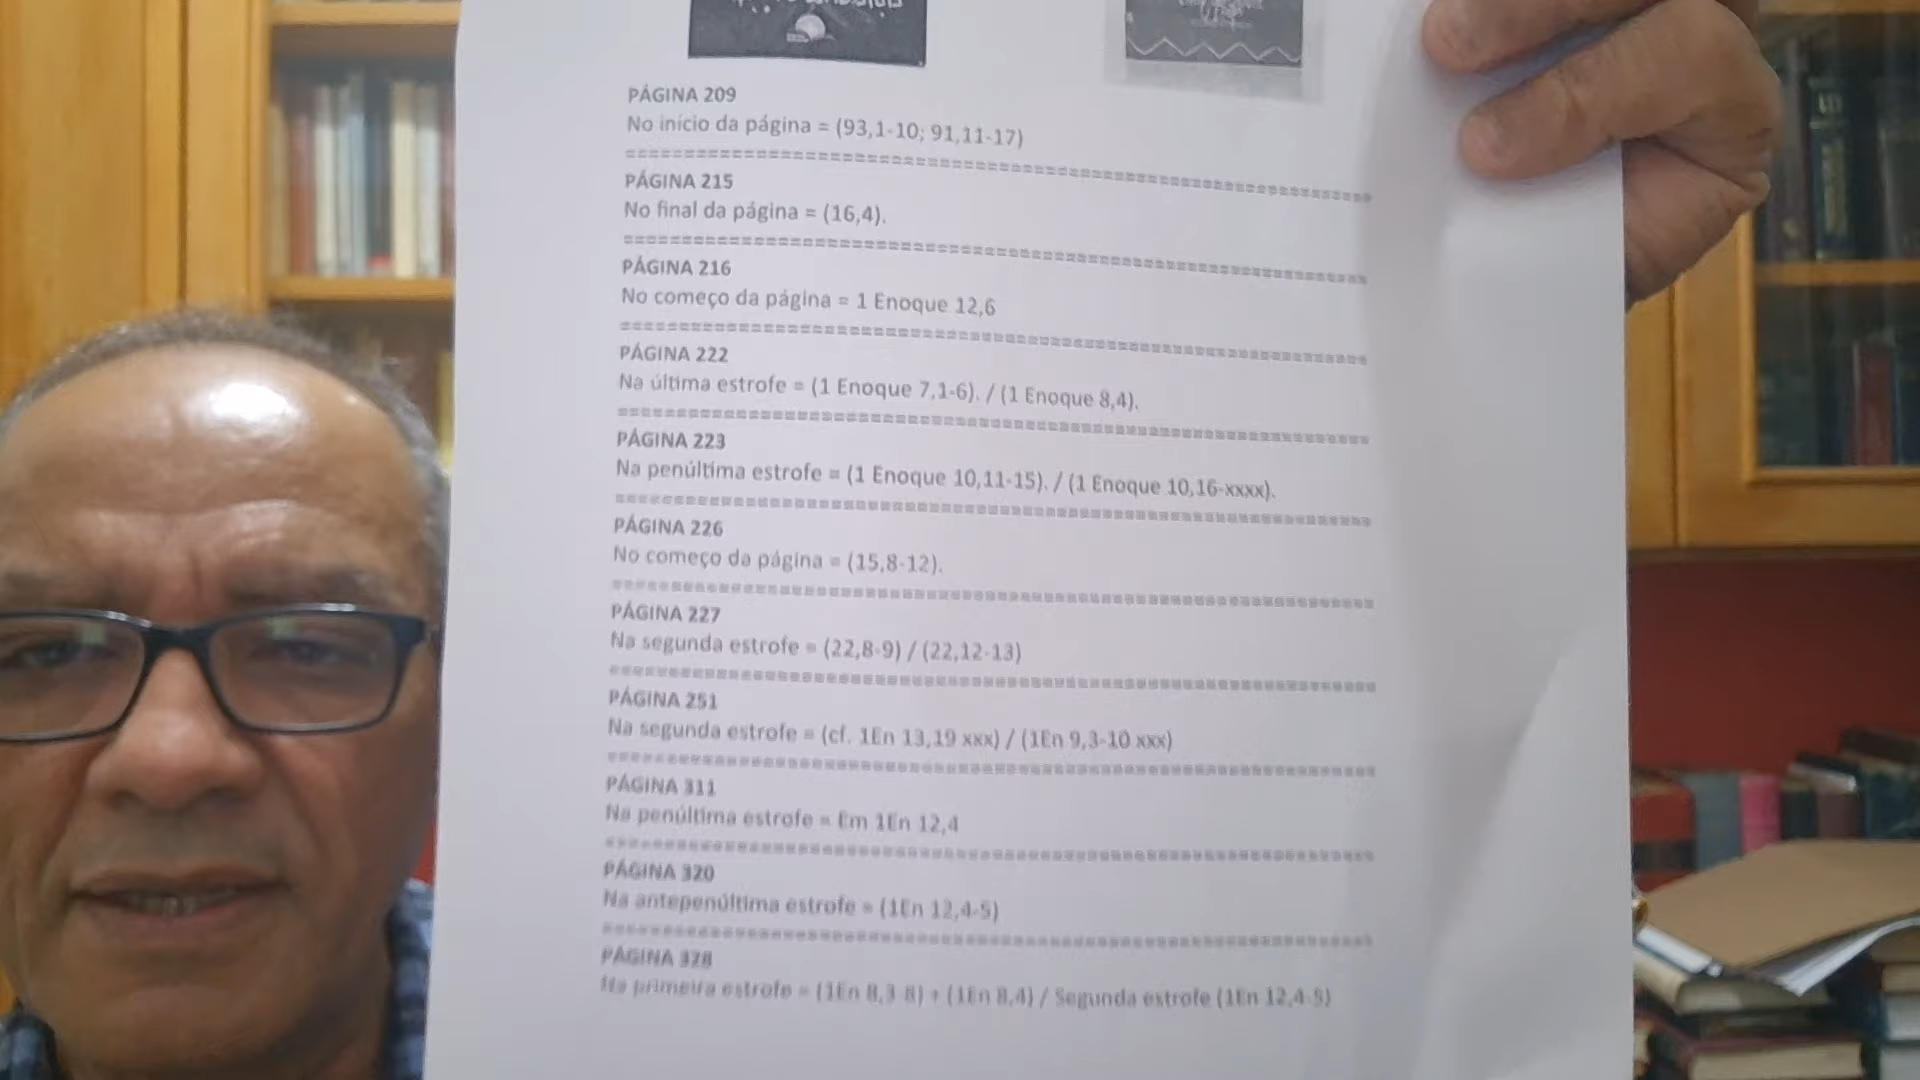 PÁGINA 209
No início da página = (93,1-10; 91,11-17)
PÁGINA 215
No final da página = (16,4).
PÁGINA 216
No começo da página = 1 Enoque 12,6
PÁGINA 222
Na última estrofe = (1 Enoque 7,1-6). / (1 Enoque 8,4).
PÁGINA 223
Na penúltima estrofe = (1 Enoque 10,11-15). / (1 Enoque 10,16-xxxx).
PÁGINA 226
No começo da página = (15,8-12).
PÁGINA 227
Na segunda estrofe = (22,8-9) / (22,12-13)
PÁGINA 251
Na segunda estrofe = (cf. 1En 13,19 xxx) / (1En 9,3-10 xxx)
PÁGINA 311
Na penúltima estrofe = Em 1En 12,4
PÁGINA 320
Na antepenúltima estrofe = (1En 12,4-5)
PÁGINA 328
Na primeira estrofe = (1En 8,3-8) + (1En 8,4) / Segunda estrofe (1En 12,4-5)